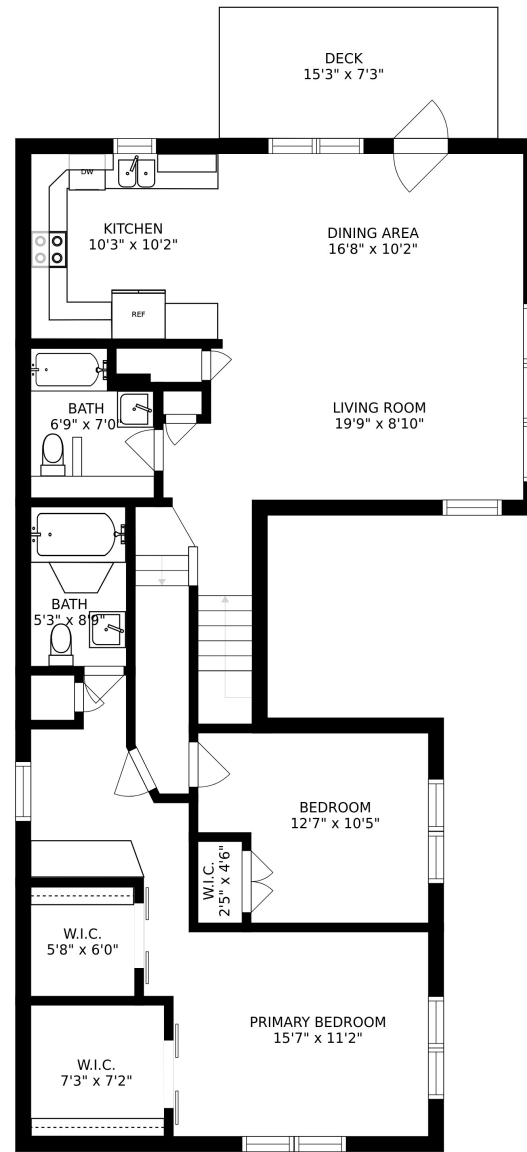 DECK
15'3" x 7'3"
DW
KITCHEN
10'3" x 10'2"
DINING AREA
16'8" x 10'2"
REF
BATH
6'9" x 7'0
LIVING ROOM
19'9" x 8'10"
BATH
5'3" x 8'9"
BEDROOM
12'7" x 10'5"
W.I.C.
2'5" x 4'6"
W.I.C.
5'8" x 6'0"
PRIMARY BEDROOM
15'7" x 11'2"
W.I.C.
7'3" x 7'2"